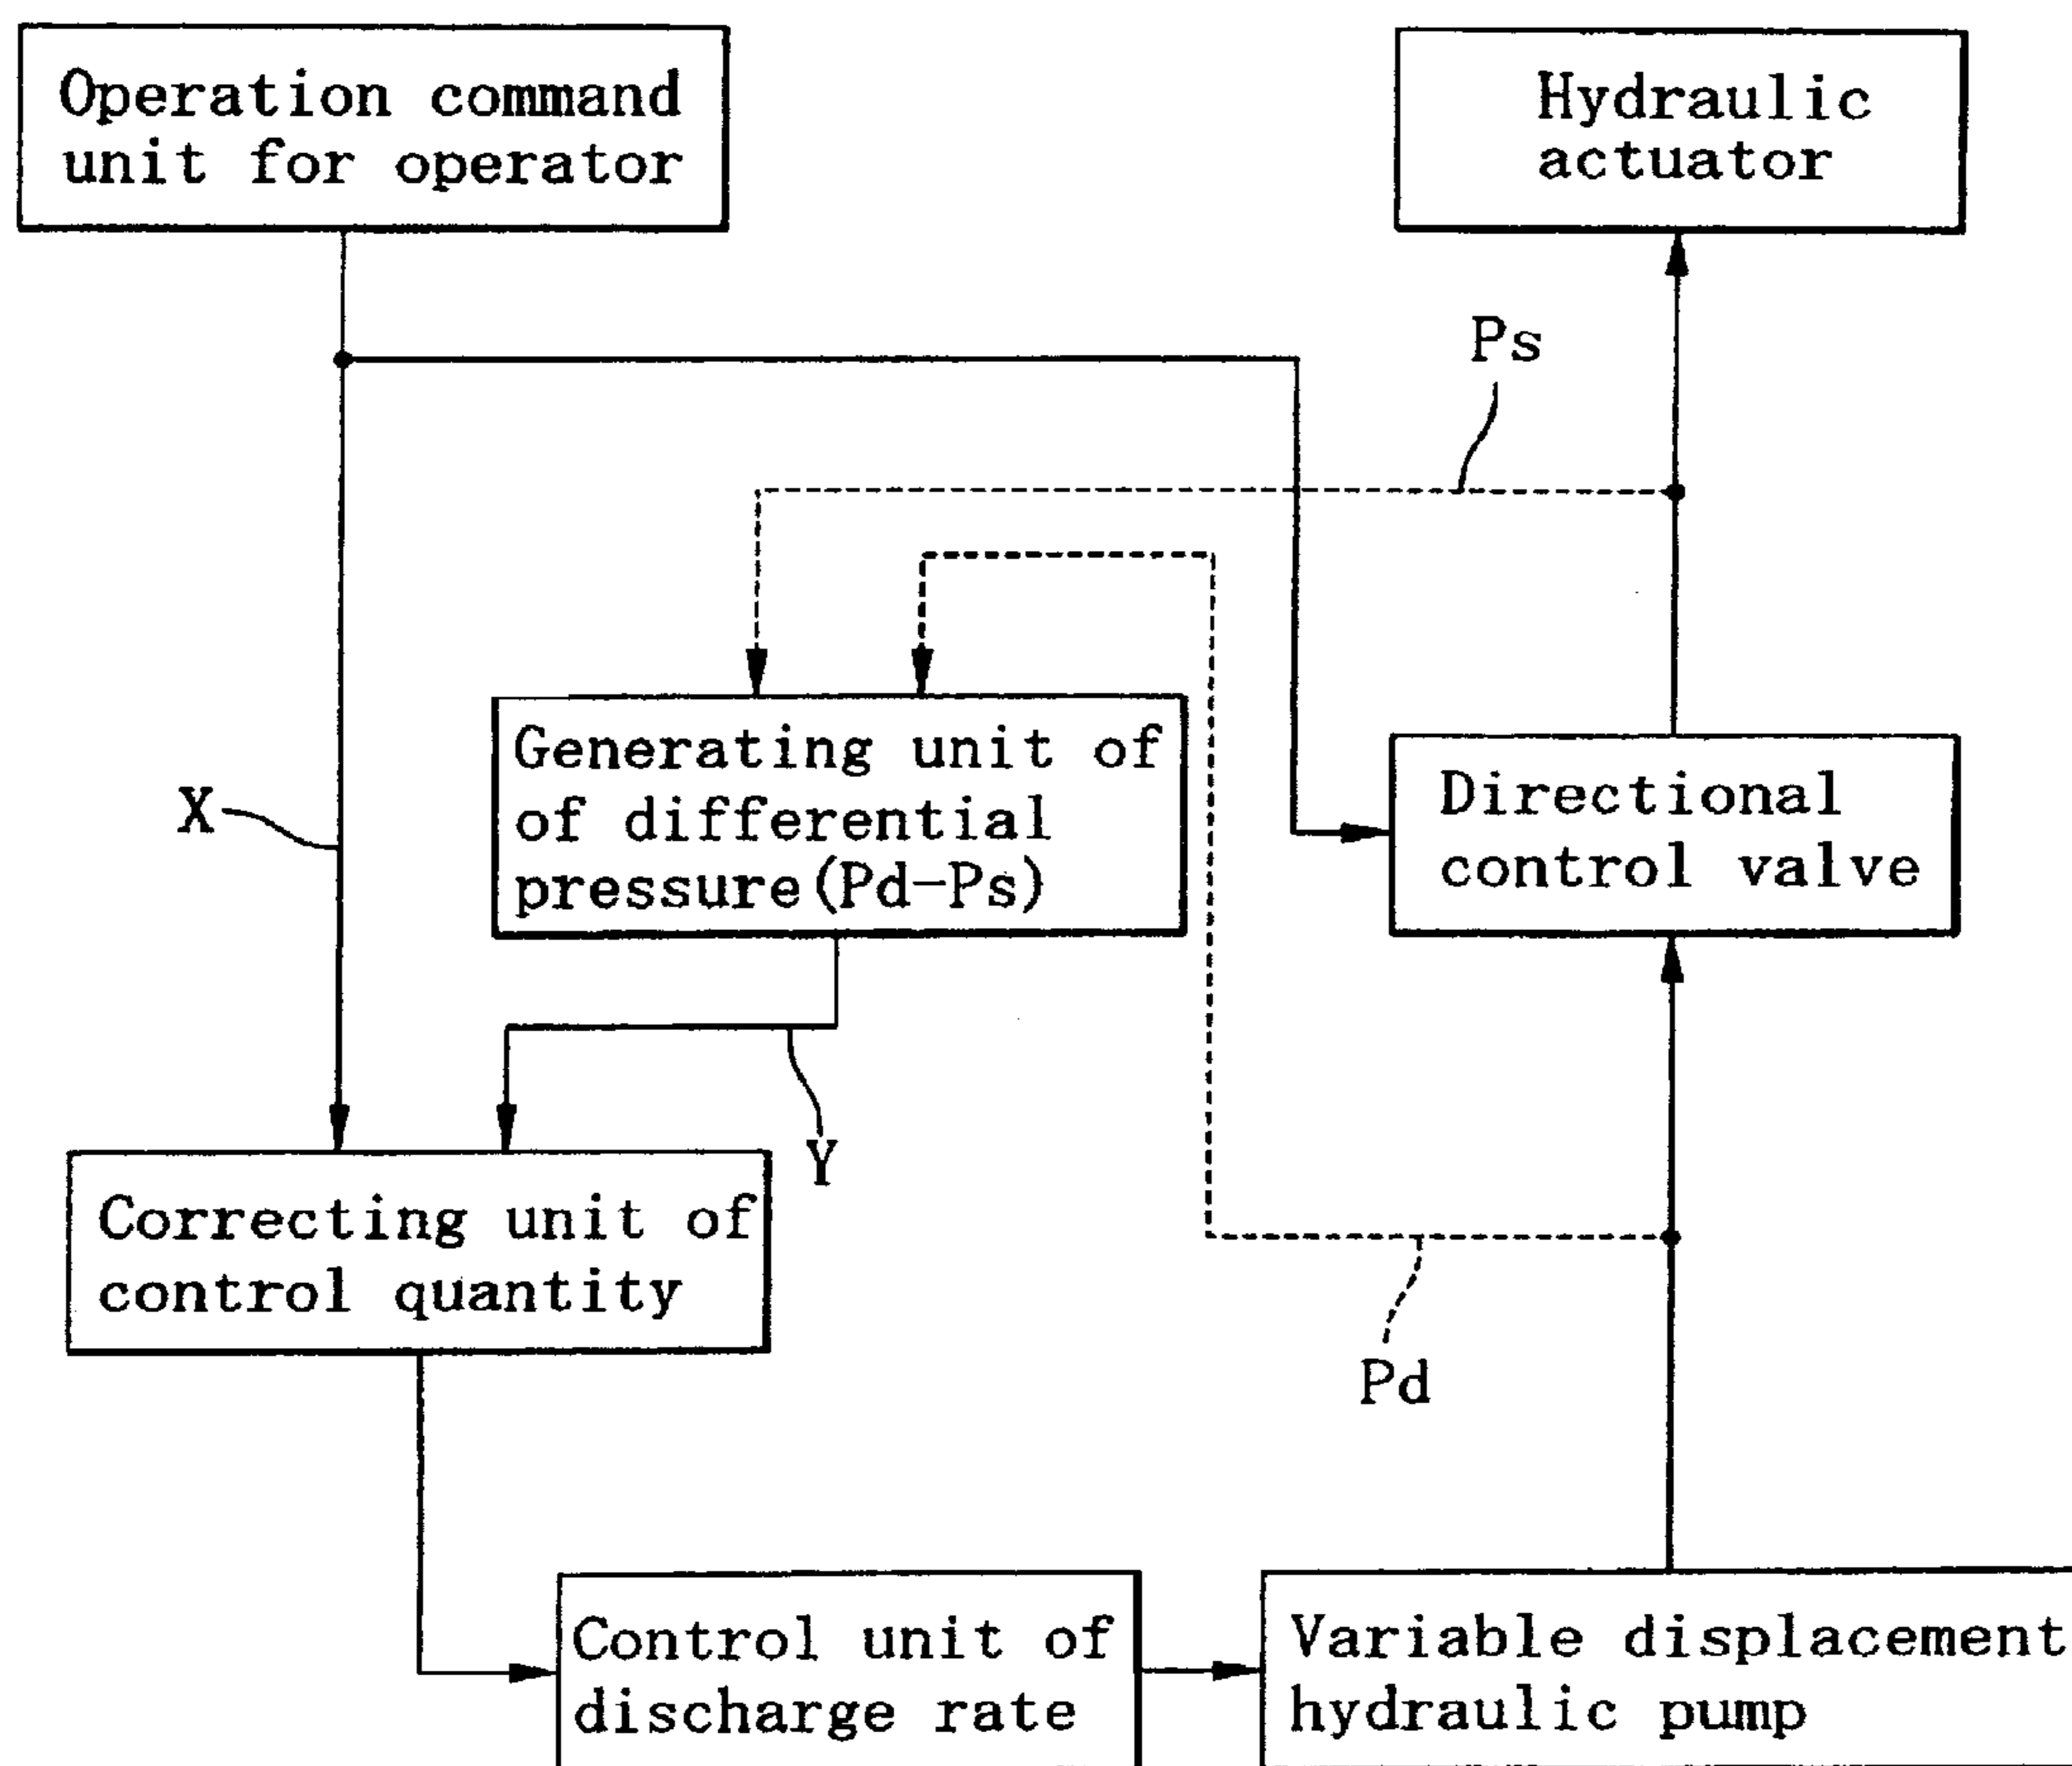 Operation command
unit for operator
Hydraulic
actuator
Ps
Generating unit of
of differential
pressure(Pd-Ps)
X
Directional
control valve
Y
Correcting unit of
control quantity
Pd
Control unit of
discharge rate
Variable displacement
hydraulic pump